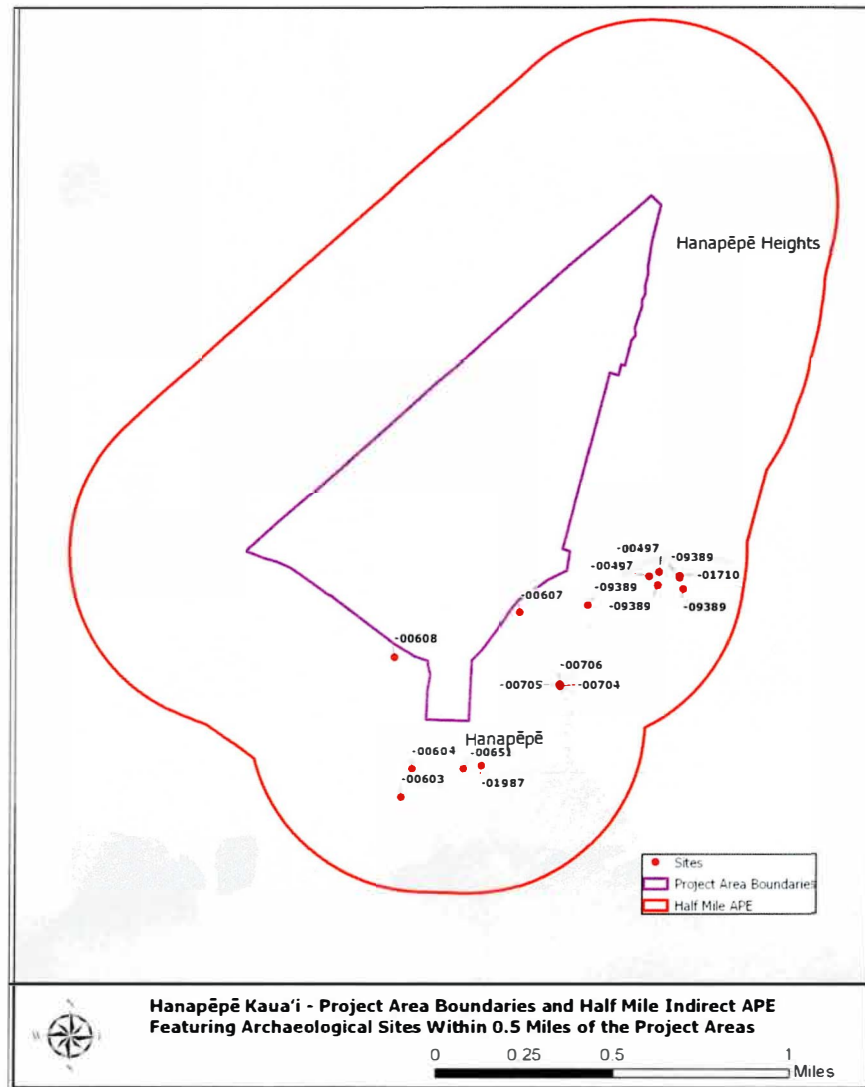 Hanapēpē Heights
-00497
-00497
-09389
-01710
-09389
-09389
-09389
-00607
-00608
-00706
-00705
-00704
Hanapēpē
-00604
-00651
-00603
-01987
Sites
Project Area Boundaries
Half Mile APE
Hanapēpē Kaua‘i - Project Area Boundaries and Half Mile Indirect APE
Featuring Archaeological Sites Within 0.5 Miles of the Project Areas
W
0 0 25 0.5 1
Miles